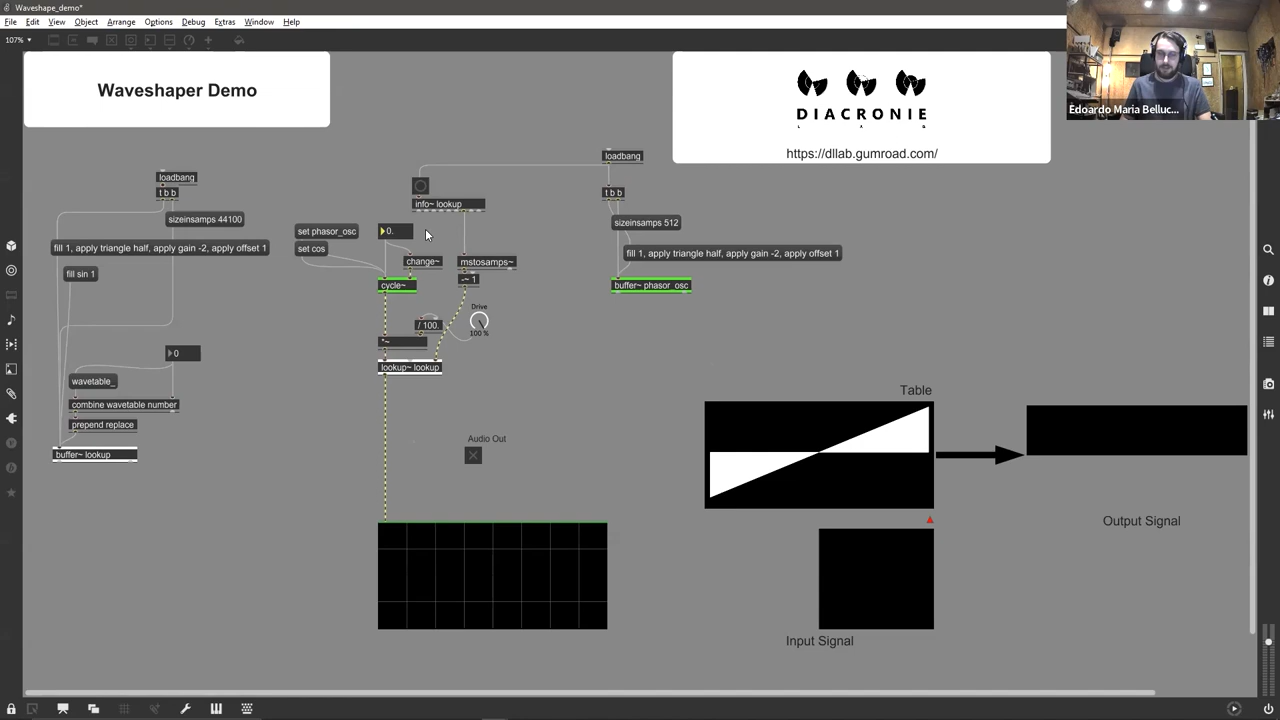 Waveshape_demo*
File Edit View Object Arrange Options Debug Extras Window Help
107%
Waveshaper Demo
DIACRONIE
L A B
https://dllab.gumroad.com/
Edoardo Maria Belluc...
loadbang
t b b
sizeinsamps 44100
fill 1, apply triangle half, apply gain -2, apply offset 1
fill sin 1
0
wavetable_
combine wavetable number
prepend replace
buffer~ lookup
info~ lookup
set phasor_osc
0.
set cos
change~
mstosamps~
cycle~
-~ 1
Drive
/ 100.
100 %
*~
lookup~ lookup
Audio Out
loadbang
t b b
sizeinsamps 512
fill 1, apply triangle half, apply gain -2, apply offset 1
buffer~ phasor_osc
Table
Output Signal
Input Signal